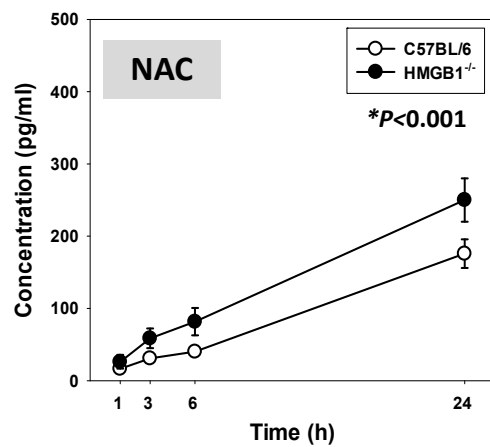 500
400
300
200
100
0
Concentration (pg/ml)
NAC
C57BL/6
HMGB1-/-
*P<0.001
1 3 6 24
Time (h)